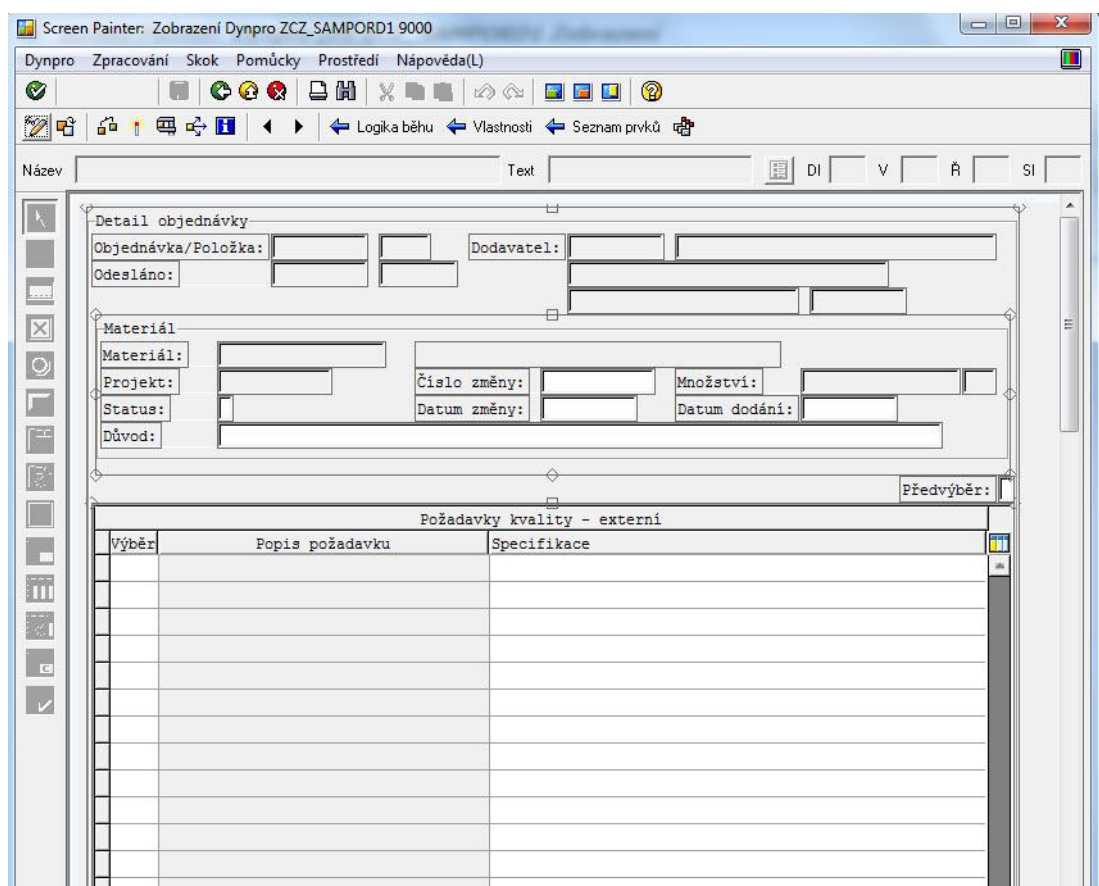 Screen Painter: Zobrazení Dynpro ZCZ_SAMPORD1 9000
Dynpro Zpracování Skok Pomůcky Prostředí Nápověda(L)
Logika běhu Vlastnosti Seznam prvků
Název Text Dl V Ř Sl
Detail objednávky
Objednávka/Položka: Dodavatel:
Odesláno:
Materiál
Materiál:
Projekt: Číslo změny: Množství:
Status: Datum změny: Datum dodání:
Důvod:
Předvýběr:
Požadavky kvality - externí
Výběr Popis požadavku Specifikace